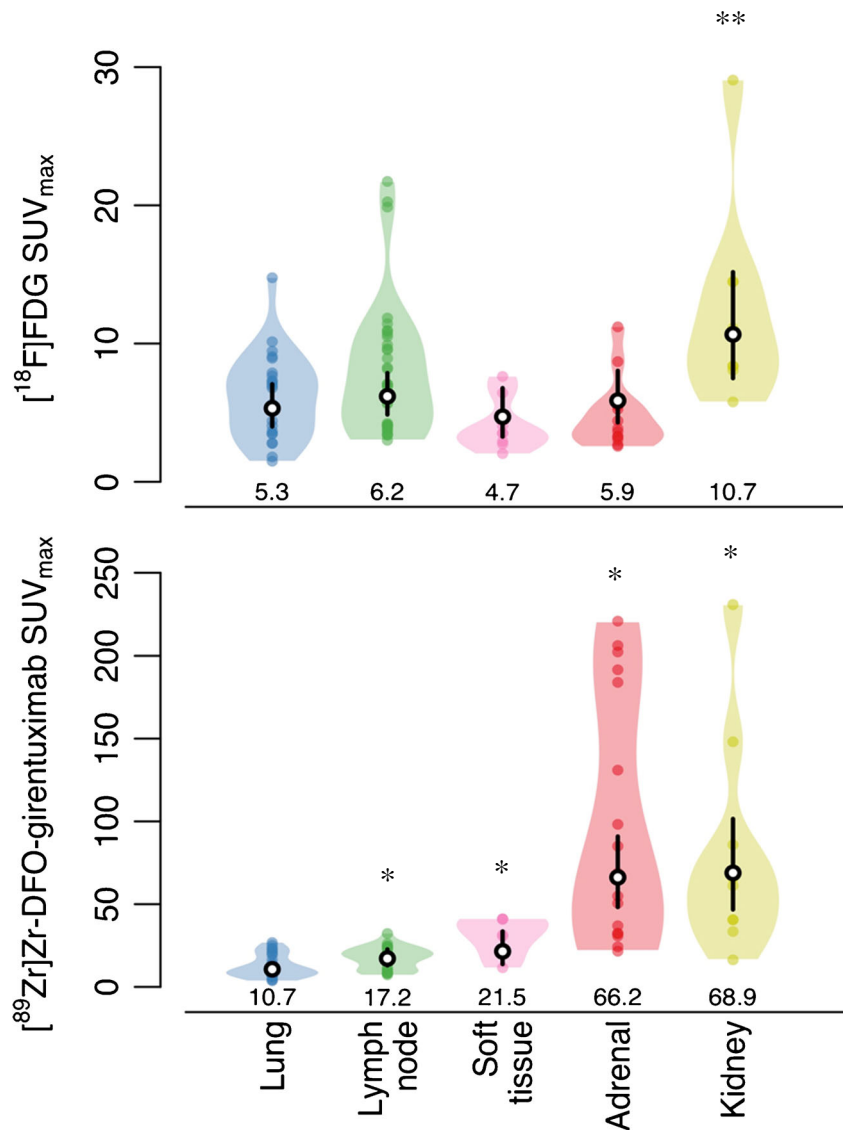 **
30
20
10
0
[¹⁸F]FDG SUVmax
5.3 6.2 4.7 5.9 10.7
* *
* *
250
200
150
100
50
0
[⁸⁹Zr]Zr-DFO-girentuximab SUVmax
10.7 17.2 21.5 66.2 68.9
Lung
Lymph
node
Soft
tissue
Adrenal
Kidney